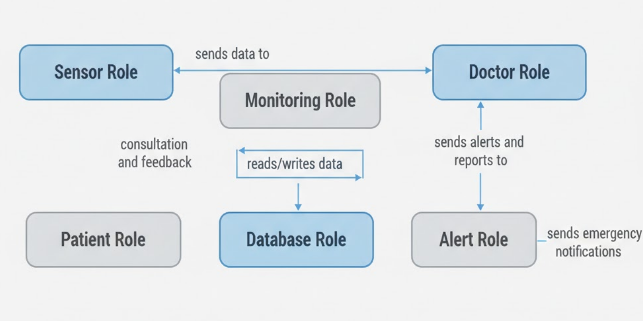 sends data to
Sensor Role
Doctor Role
Monitoring Role
consultation
and feedback
reads/writes data
sends alerts and
reports to
Patient Role
Database Role
Alert Role
sends emergency
notifications